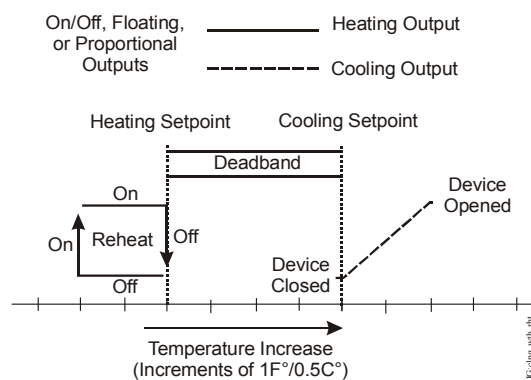 On/Off, Floating,
or Proportional
Outputs
Heating Output
Cooling Output
Heating Setpoint
Cooling Setpoint
Deadband
On
On
Reheat
Off
Off
Device
Closed
Device
Opened
Temperature Increase
(Increments of 1F°/0.5C°)